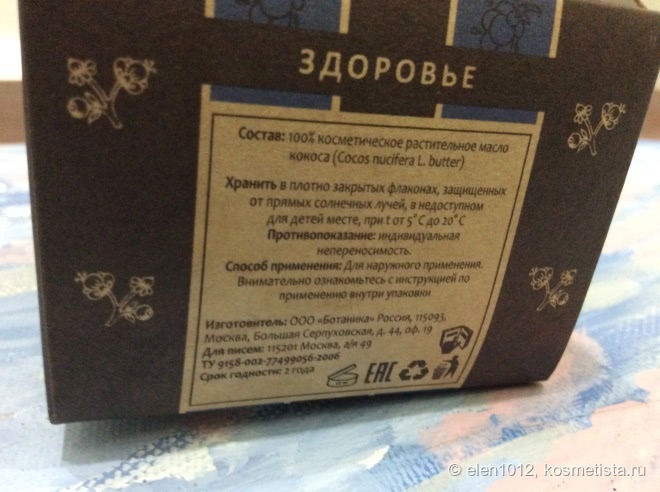 ЗДОРОВЬЕ
Состав: 100% косметическое растительное масло
кокоса (Cocos nucifera L. butter)
Хранить в плотно закрытых флаконах, защищенных
от прямых солнечных лучей, в недоступном
для детей месте, при t от 5˚С до 20˚С
Противопоказание: индивидуальная
непереносимость.
Способ применения: Для наружного применения.
Внимательно ознакомьтесь с инструкцией по
применению внутри упаковки
Изготовитель: ООО «Ботаника» Россия, 115093,
Москва, Большая Серпуховская, д. 44, оф. 19
Для писем: 115201 Москва, а/я 49
ТУ 9158-002-77499056-2006
Срок годности: 2 года
ЕАС
© elen1012, kosmetista.ru